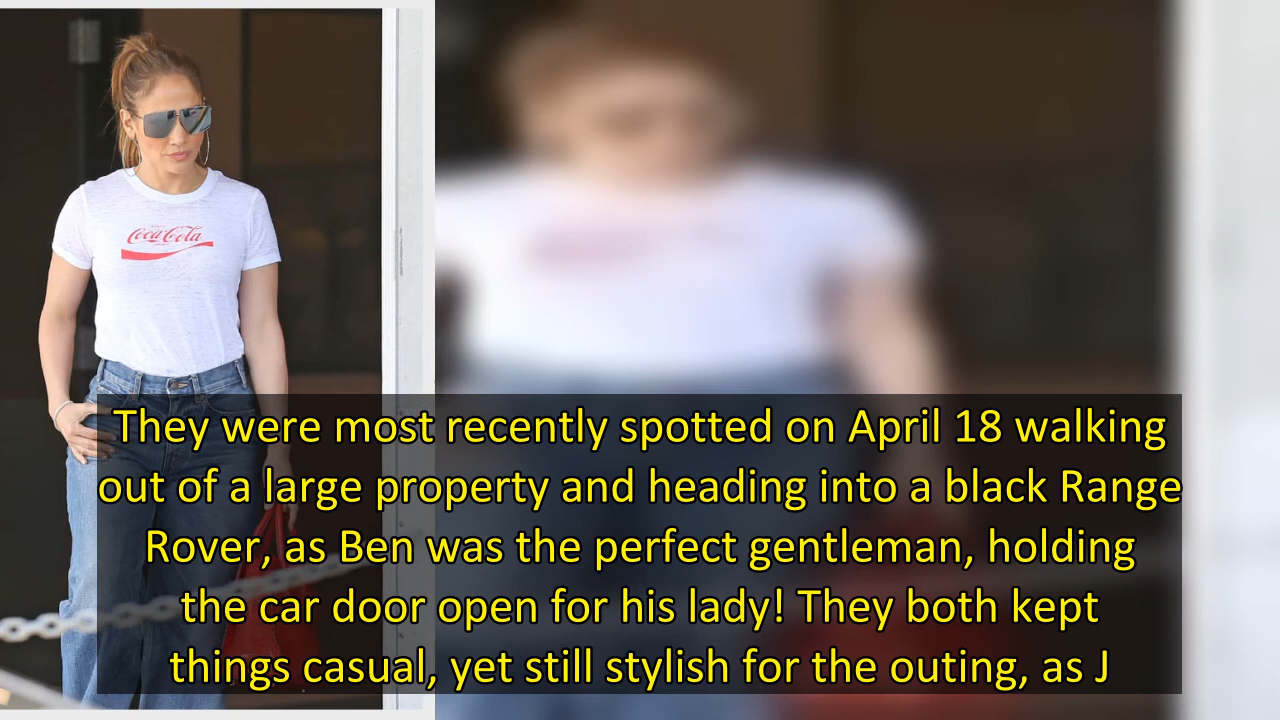 Coca-Cola
They were most recently spotted on April 18 walking
out of a large property and heading into a black Range
Rover, as Ben was the perfect gentleman, holding
the car door open for his lady! They both kept
things casual, yet still stylish for the outing, as J